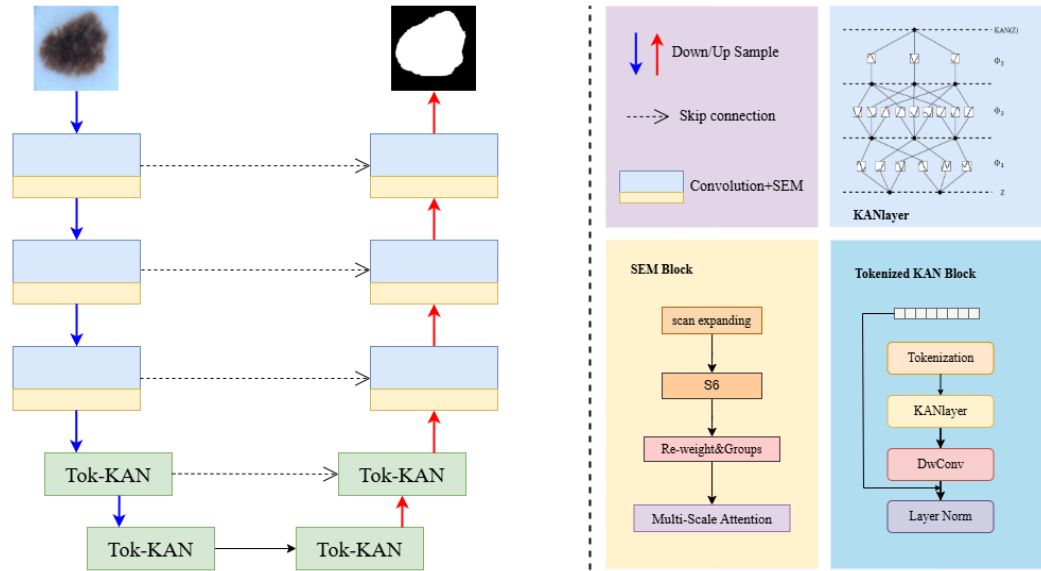 Tok-KAN
Tok-KAN
Tok-KAN
Tok-KAN
Down/Up Sample
Skip connection
Convolution+SEM
KAN(Z)
Φ3
Φ2
Φ1
Z
KANlayer
SEM Block
scan expanding
S6
Re-weight&Groups
Multi-Scale Attention
Tokenized KAN Block
Tokenization
KANlayer
DwConv
Layer Norm